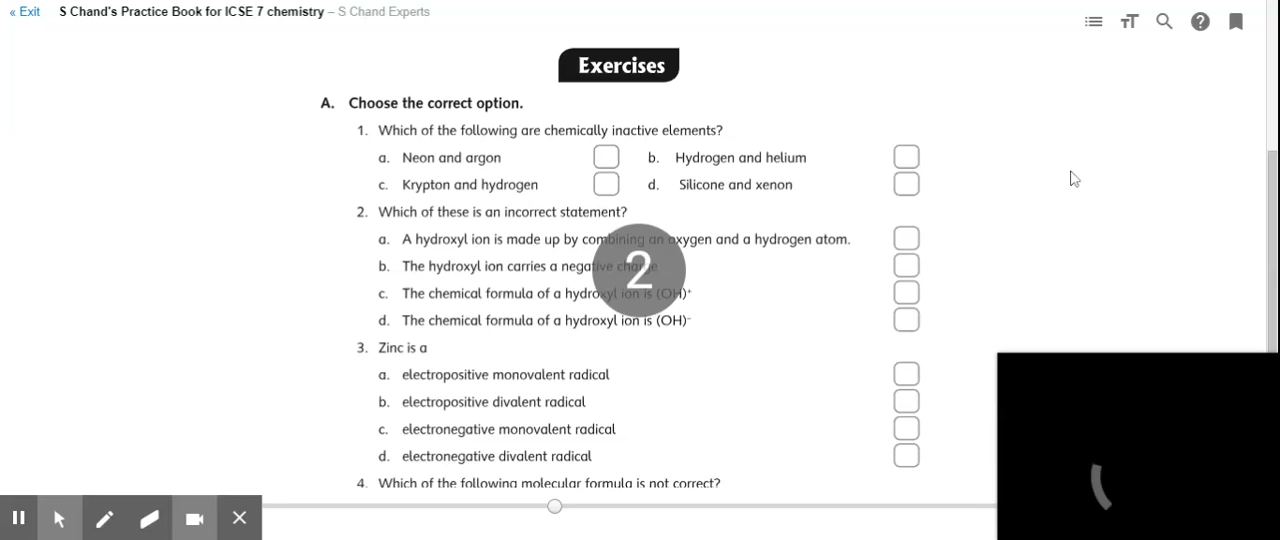 « Exit S Chand's Practice Book for ICSE 7 chemistry – S Chand Experts
Exercises
A. Choose the correct option.
1. Which of the following are chemically inactive elements?
a. Neon and argon b. Hydrogen and helium
c. Krypton and hydrogen d. Silicone and xenon
2. Which of these is an incorrect statement?
a. A hydroxyl ion is made up by combining an oxygen and a hydrogen atom.
b. The hydroxyl ion carries a negative charge
c. The chemical formula of a hydroxyl ion is (OH)⁺
d. The chemical formula of a hydroxyl ion is (OH)⁻
2
3. Zinc is a
a. electropositive monovalent radical
b. electropositive divalent radical
c. electronegative monovalent radical
d. electronegative divalent radical
4. Which of the following molecular formula is not correct?